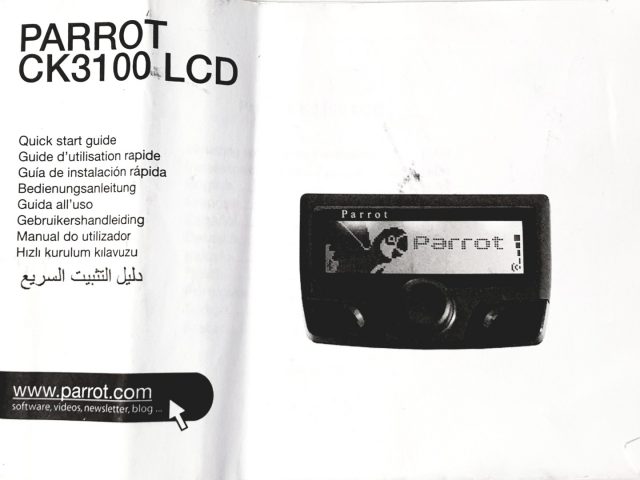 PARROT
CK3100 LCD
Quick start guide
Guide d'utilisation rapide
Guía de instalación rápida
Bedienungsanleitung
Guida all'uso
Gebruikershandleiding
Manual do utilizador
Hızlı kurulum kılavuzu
دليل التثبيت السريع
www.parrot.com
software, videos, newsletter, blog ...
Parrot
Parrot